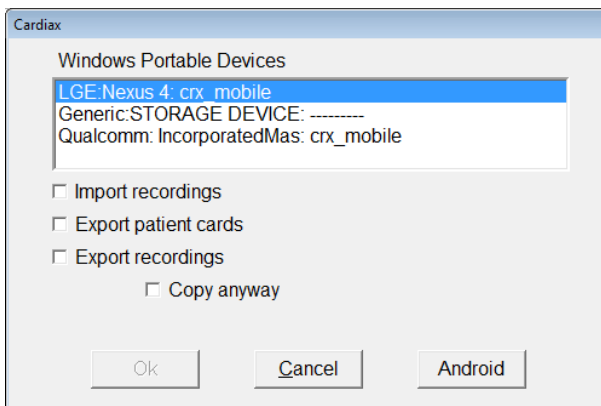 Cardiax
Windows Portable Devices
LGE:Nexus 4: crx_mobile
Generic:STORAGE DEVICE: ---------
Qualcomm: IncorporatedMas: crx_mobile
Import recordings
Export patient cards
Export recordings
Copy anyway
Ok Cancel Android